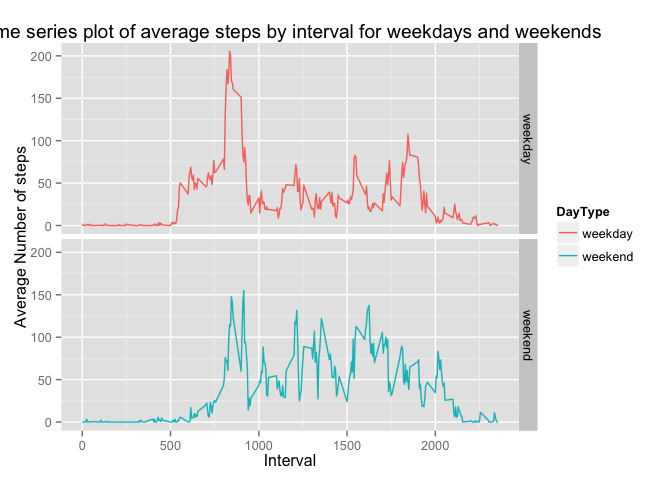 me series plot of average steps by interval for weekdays and weekends
200
150
100
50
0
weekday
200
150
100
50
0
weekend
0 500 1000 1500 2000
Interval
Average Number of steps
DayType
weekday
weekend